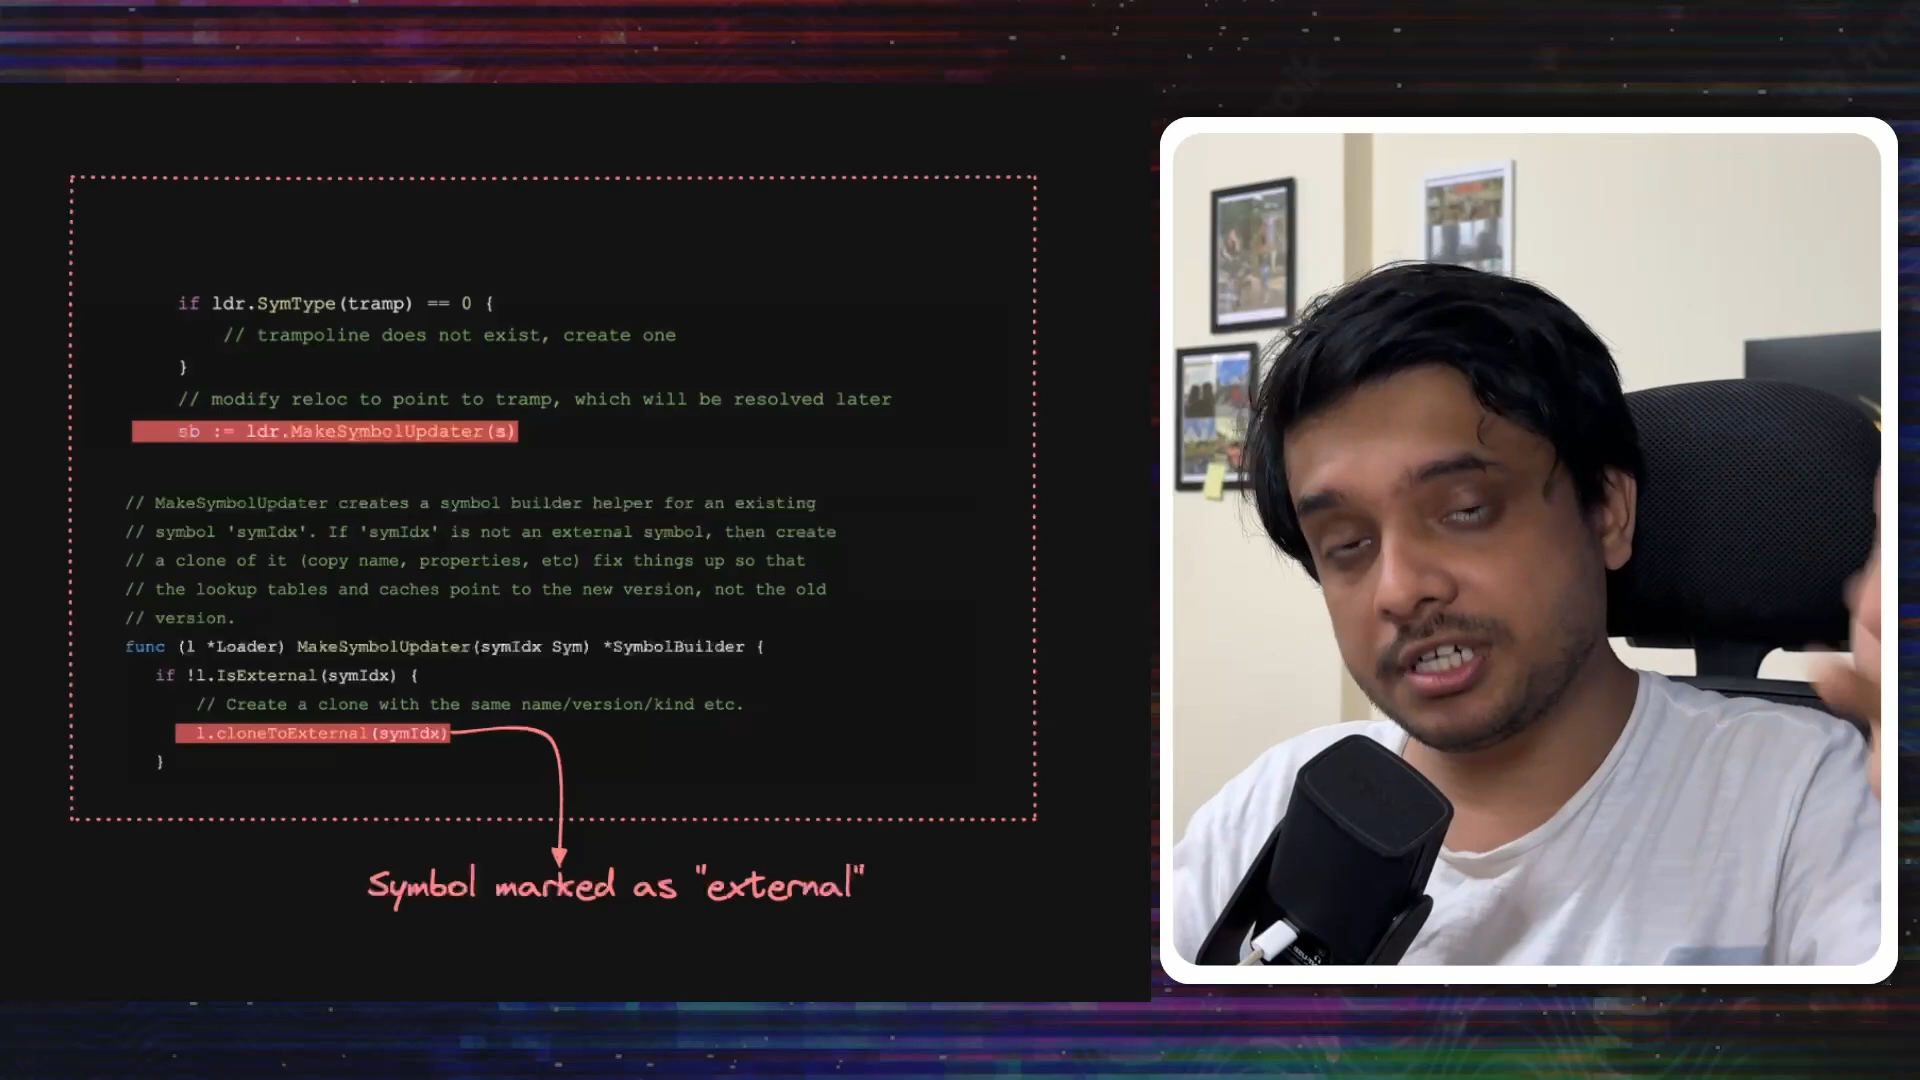 if ldr.SymType(tramp) == 0 {
// trampoline does not exist, create one
}
// modify reloc to point to tramp, which will be resolved later
sb := ldr.MakeSymbolUpdater(s)
// MakeSymbolUpdater creates a symbol builder helper for an existing
// symbol 'symIdx'. If 'symIdx' is not an external symbol, then create
// a clone of it (copy name, properties, etc) fix things up so that
// the lookup tables and caches point to the new version, not the old
// version.
func (l *Loader) MakeSymbolUpdater(symIdx Sym) *SymbolBuilder {
if !l.IsExternal(symIdx) {
// Create a clone with the same name/version/kind etc.
l.cloneToExternal(symIdx)
}
Symbol marked as "external"